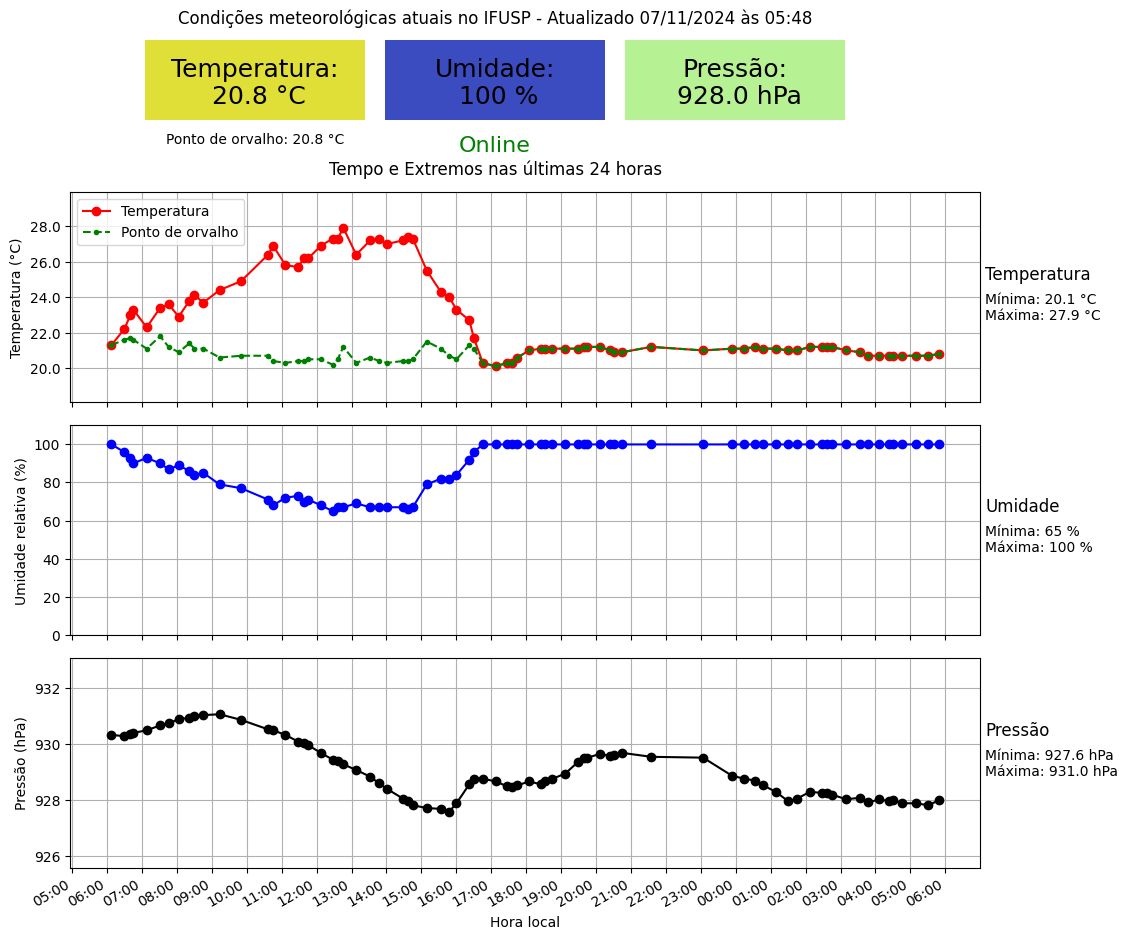 Condições meteorológicas atuais no IFUSP - Atualizado 07/11/2024 às 05:48
Temperatura:
20.8 °C
Umidade:
100 %
Pressão:
928.0 hPa
Ponto de orvalho: 20.8 °C
Online
Tempo e Extremos nas últimas 24 horas
Temperatura
Ponto de orvalho
Temperatura (°C)
28.0
26.0
24.0
22.0
20.0
Temperatura
Mínima: 20.1 °C
Máxima: 27.9 °C
Umidade relativa (%)
100
80
60
40
20
0
Umidade
Mínima: 65 %
Máxima: 100 %
Pressão (hPa)
932
930
928
926
Pressão
Mínima: 927.6 hPa
Máxima: 931.0 hPa
05:00 06:00 07:00 08:00 09:00 10:00 11:00 12:00 13:00 14:00 15:00 16:00 17:00 18:00 19:00 20:00 21:00 22:00 23:00 00:00 01:00 02:00 03:00 04:00 05:00 06:00
Hora local